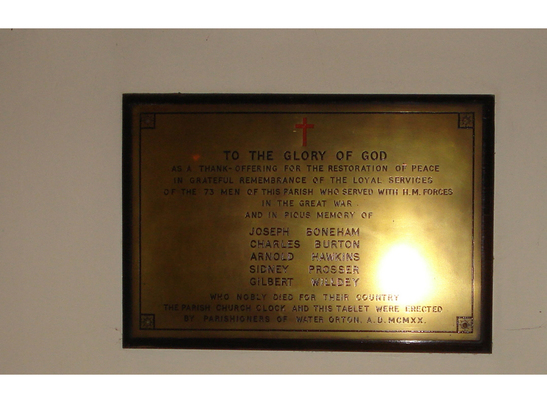 TO THE GLORY OF GOD
AS A THANK-OFFERING FOR THE RESTORATION OF PEACE
IN GRATEFUL REMEMBRANCE OF THE LOYAL SERVICES
OF THE 73 MEN OF THIS PARISH WHO SERVED WITH H.M. FORCES
IN THE GREAT WAR
AND IN PIOUS MEMORY OF
JOSEPH BONEHAM
CHARLES BURTON
ARNOLD HAWKINS
SIDNEY PROSSER
GILBERT WILLDEY
WHO NOBLY DIED FOR THEIR COUNTRY
THE PARISH CHURCH CLOCK AND THIS TABLET WERE ERECTED
BY PARISHIONERS OF WATER ORTON. A.D. MCMXX.